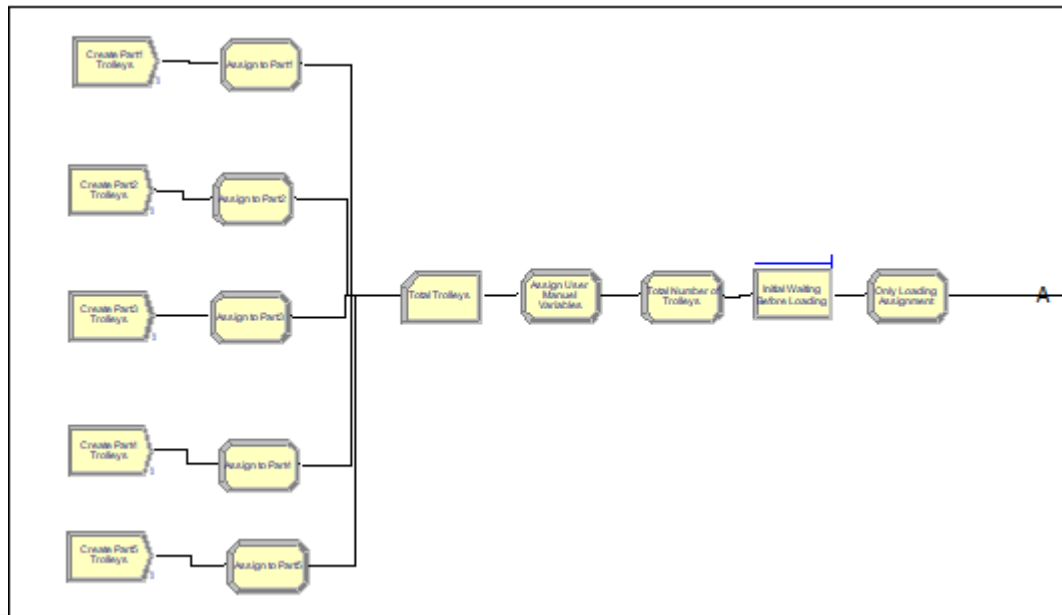 Create Part1
Trolleys
Assign to Part1
Create Part2
Trolleys
Assign to Part2
Create Part3
Trolleys
Assign to Part3
Total Trolleys
Assign User
Manuel
Variables
Total Number of
Trolleys
Initial Waiting
Before Loading
Only Loading
Assignment
A
Create Part4
Trolleys
Assign to Part4
Create Part5
Trolleys
Assign to Part5